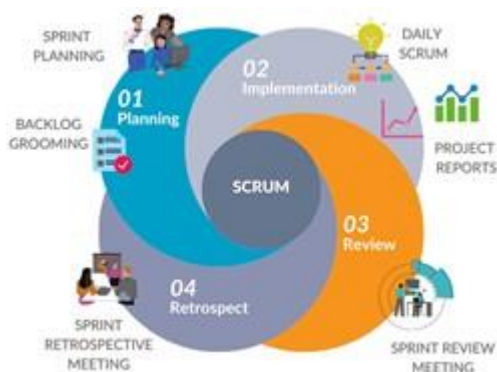 SPRINT
PLANNING
01
Planning
BACKLOG
GROOMING
02
Implementation
DAILY
SCRUM
PROJECT
REPORTS
SCRUM
03
Review
04
Retrospect
SPRINT
RETROSPECTIVE
MEETING
SPRINT REVIEW
MEETING